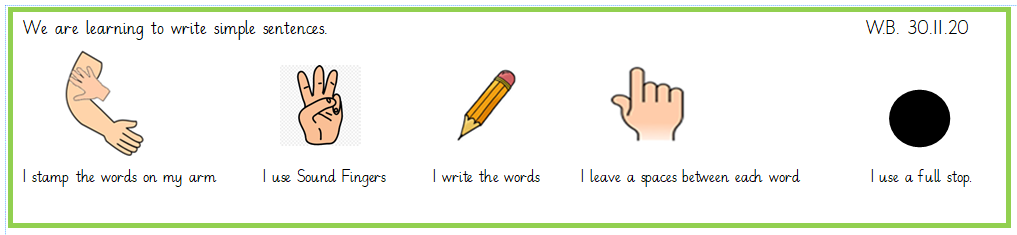 We are learning to write simple sentences. W.B. 30.11.20
I stamp the words on my arm I use Sound Fingers I write the words I leave a spaces between each word I use a full stop.